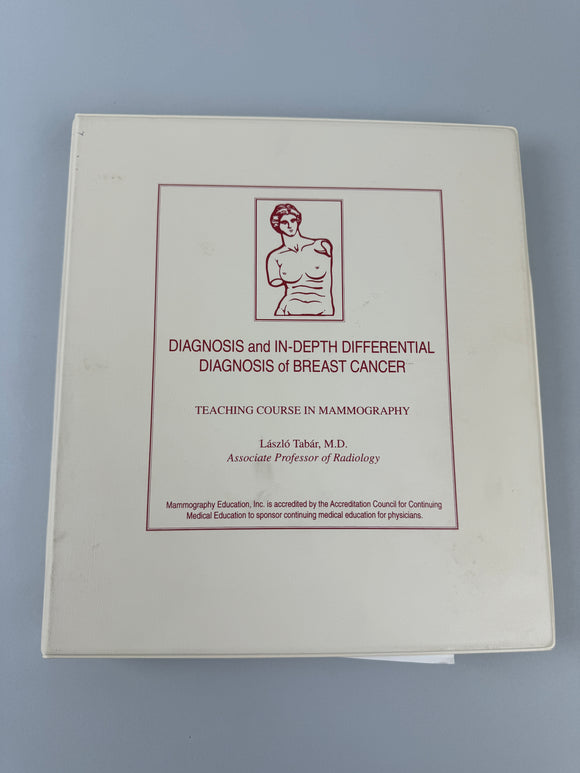 DIAGNOSIS and IN-DEPTH DIFFERENTIAL
DIAGNOSIS of BREAST CANCER
TEACHING COURSE IN MAMMOGRAPHY
László Tabár, M.D.
Associate Professor of Radiology
Mammography Education, Inc. is accredited by the Accreditation Council for Continuing
Medical Education to sponsor continuing medical education for physicians.